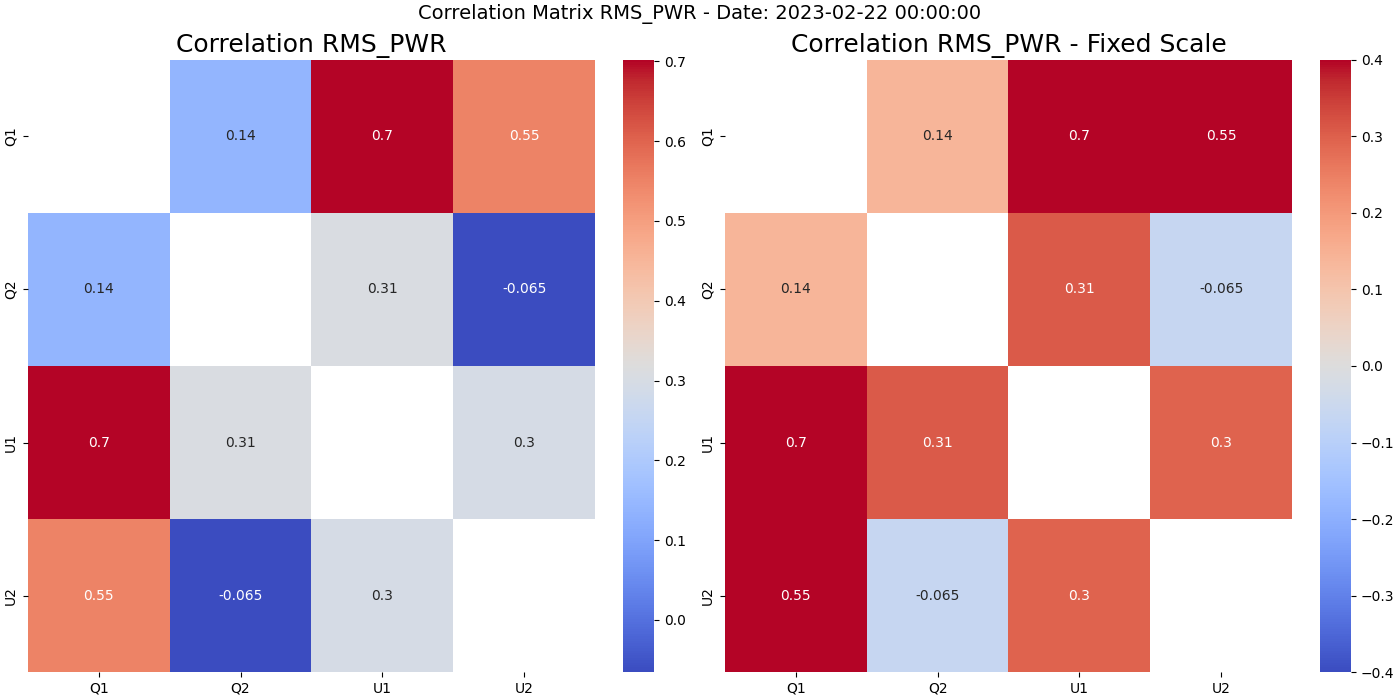 Correlation Matrix RMS_PWR - Date: 2023-02-22 00:00:00
Correlation RMS_PWR
Q1
0.14
0.7
0.55
Q2
0.14
0.31
-0.065
U1
0.7
0.31
0.3
U2
0.55
-0.065
0.3
Q1
Q2
U1
U2
0.7
0.6
0.5
0.4
0.3
0.2
0.1
0.0
Correlation RMS_PWR - Fixed Scale
Q1
0.14
0.7
0.55
Q2
0.14
0.31
-0.065
U1
0.7
0.31
0.3
U2
0.55
-0.065
0.3
Q1
Q2
U1
U2
0.4
0.3
0.2
0.1
0.0
−0.1
−0.2
−0.3
−0.4